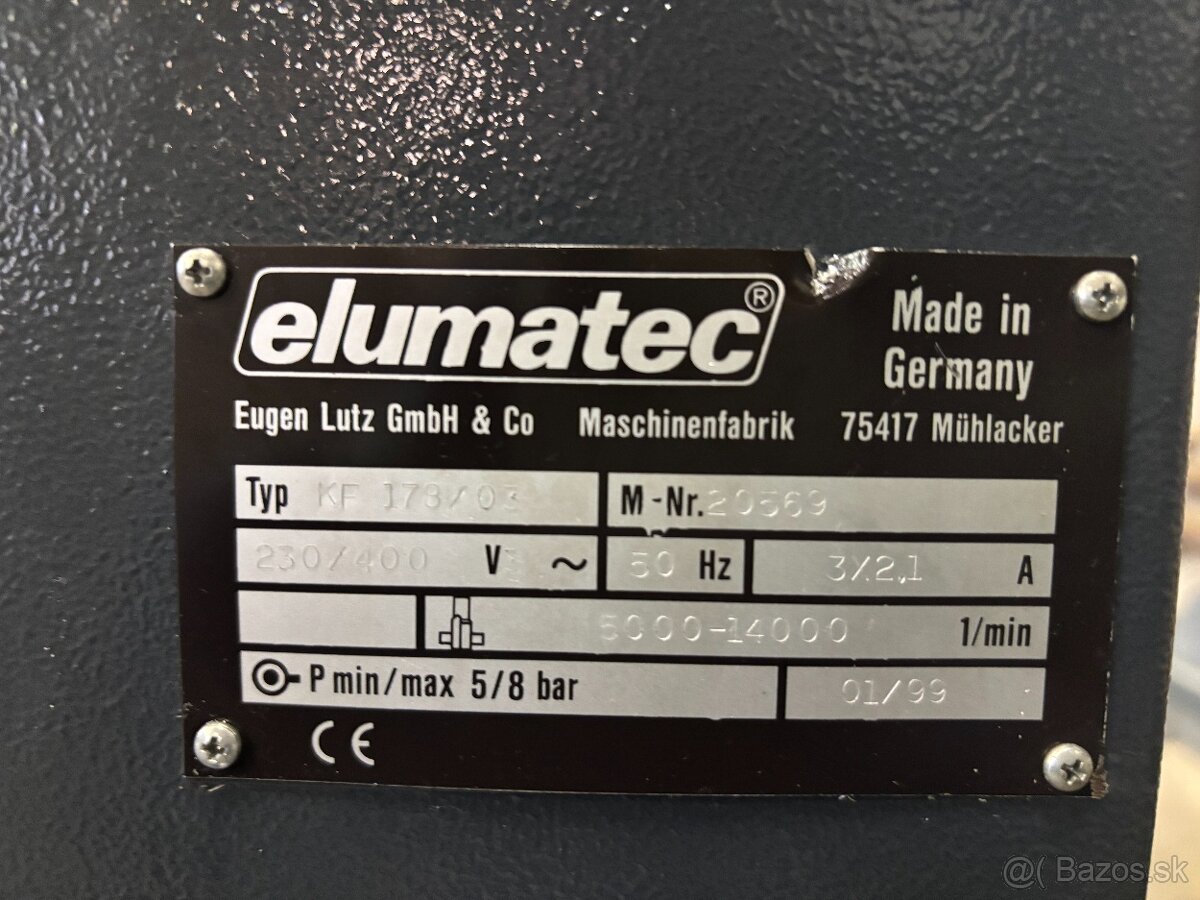 elumatec®
Made in
Germany
Eugen Lutz GmbH & Co Maschinenfabrik 75417 Mühlacker
Typ KF 178/03 M-Nr. 20569
230/400 V 3 ~ 50 Hz 3X2,1 A
5000-14000 1/min
P min/max 5/8 bar 01/99
CE
@( Bazos.sk